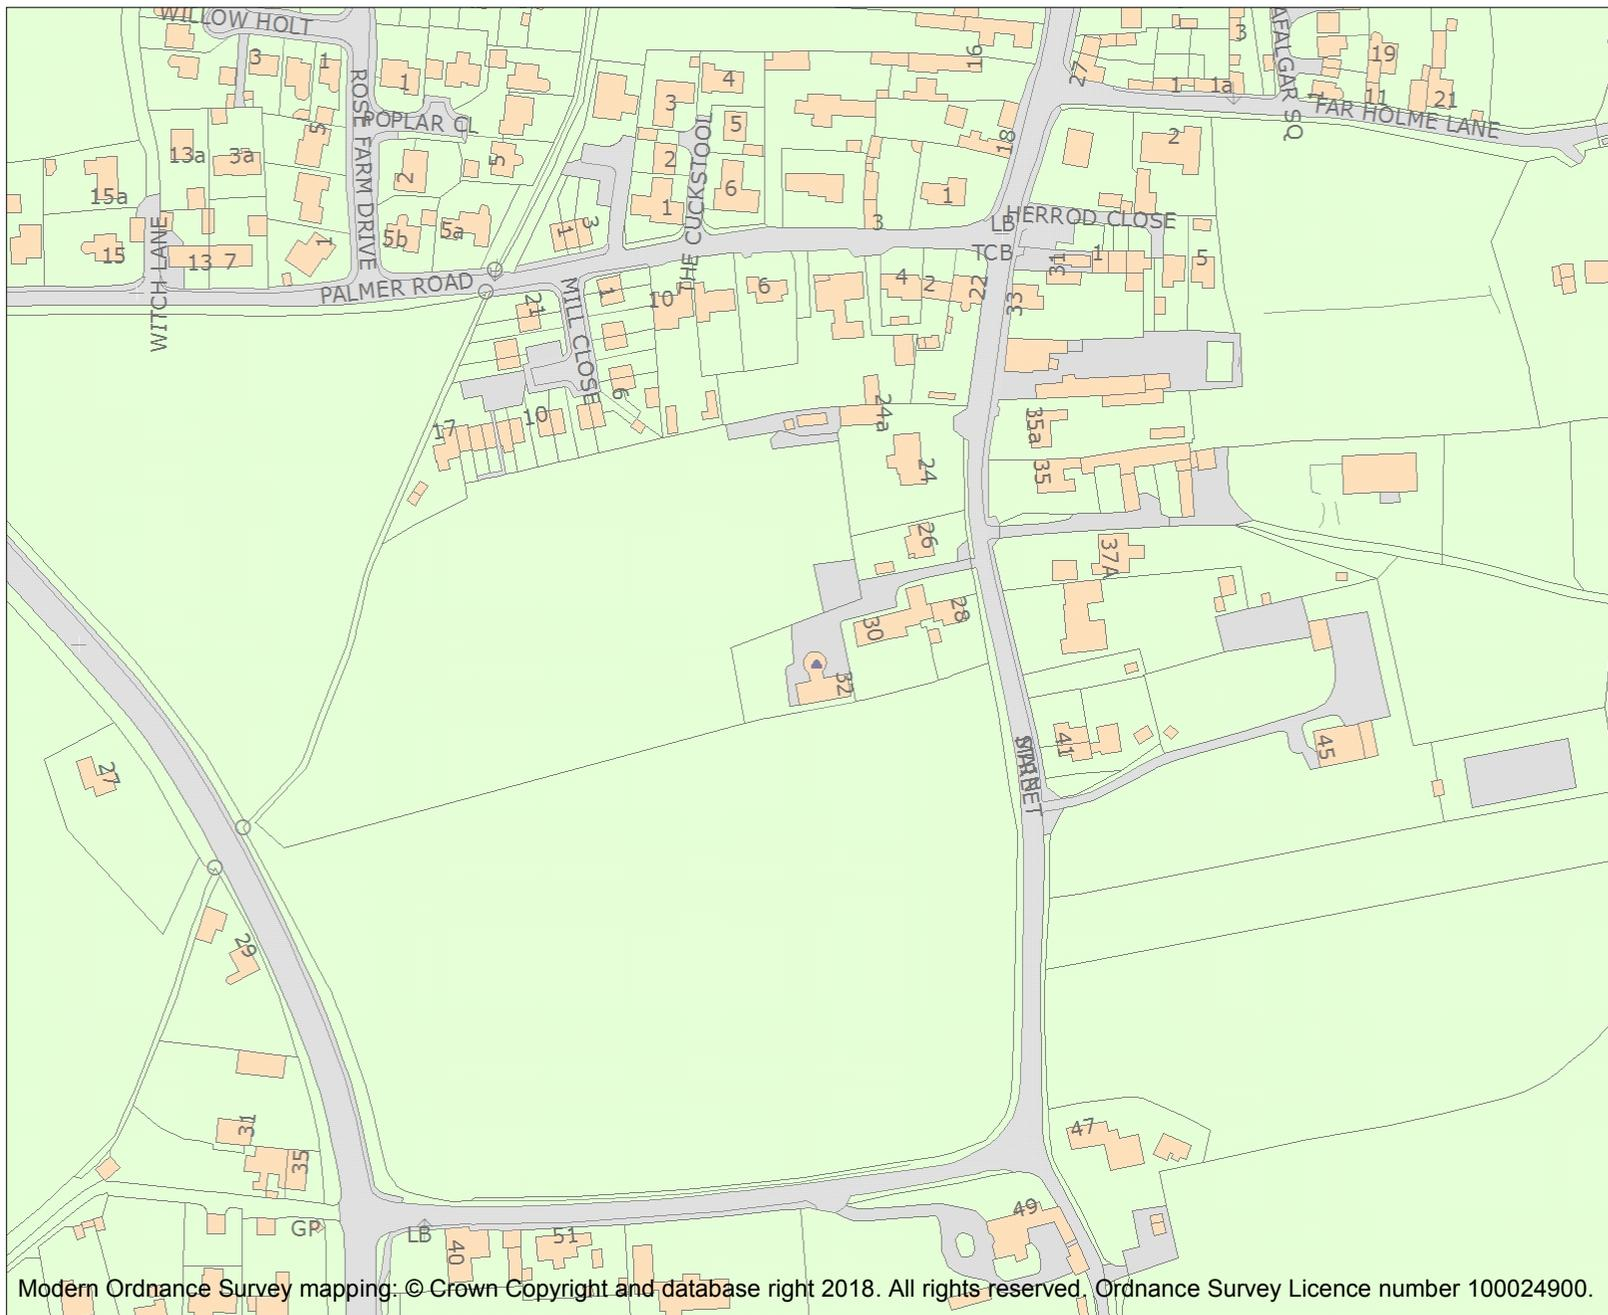 WILLOW HOLT
3
1
1
5
ROSE FARM DRIVE
POPLAR CL
13a
3a
15a
2
5
5b
5a
1
15
13
7
WITCH LANE
PALMER ROAD
4
3
5
2
6
1
THE CUCKSTOOL
1
3
16
18
27
1
1a
3
19
1
11
21
FAR HOLME LANE
2
1
3
LB
HERROD CLOSE
TCB
31
1
5
21
MILL CLOSE
1
10
6
4
2
22
33
6
17
10
24a
24
35a
35
26
37A
28
30
32
41
45
27
29
31
35
GP
LB
40
51
47
49
Modern Ordnance Survey mapping: © Crown Copyright and database right 2018. All rights reserved. Ordnance Survey Licence number 100024900.